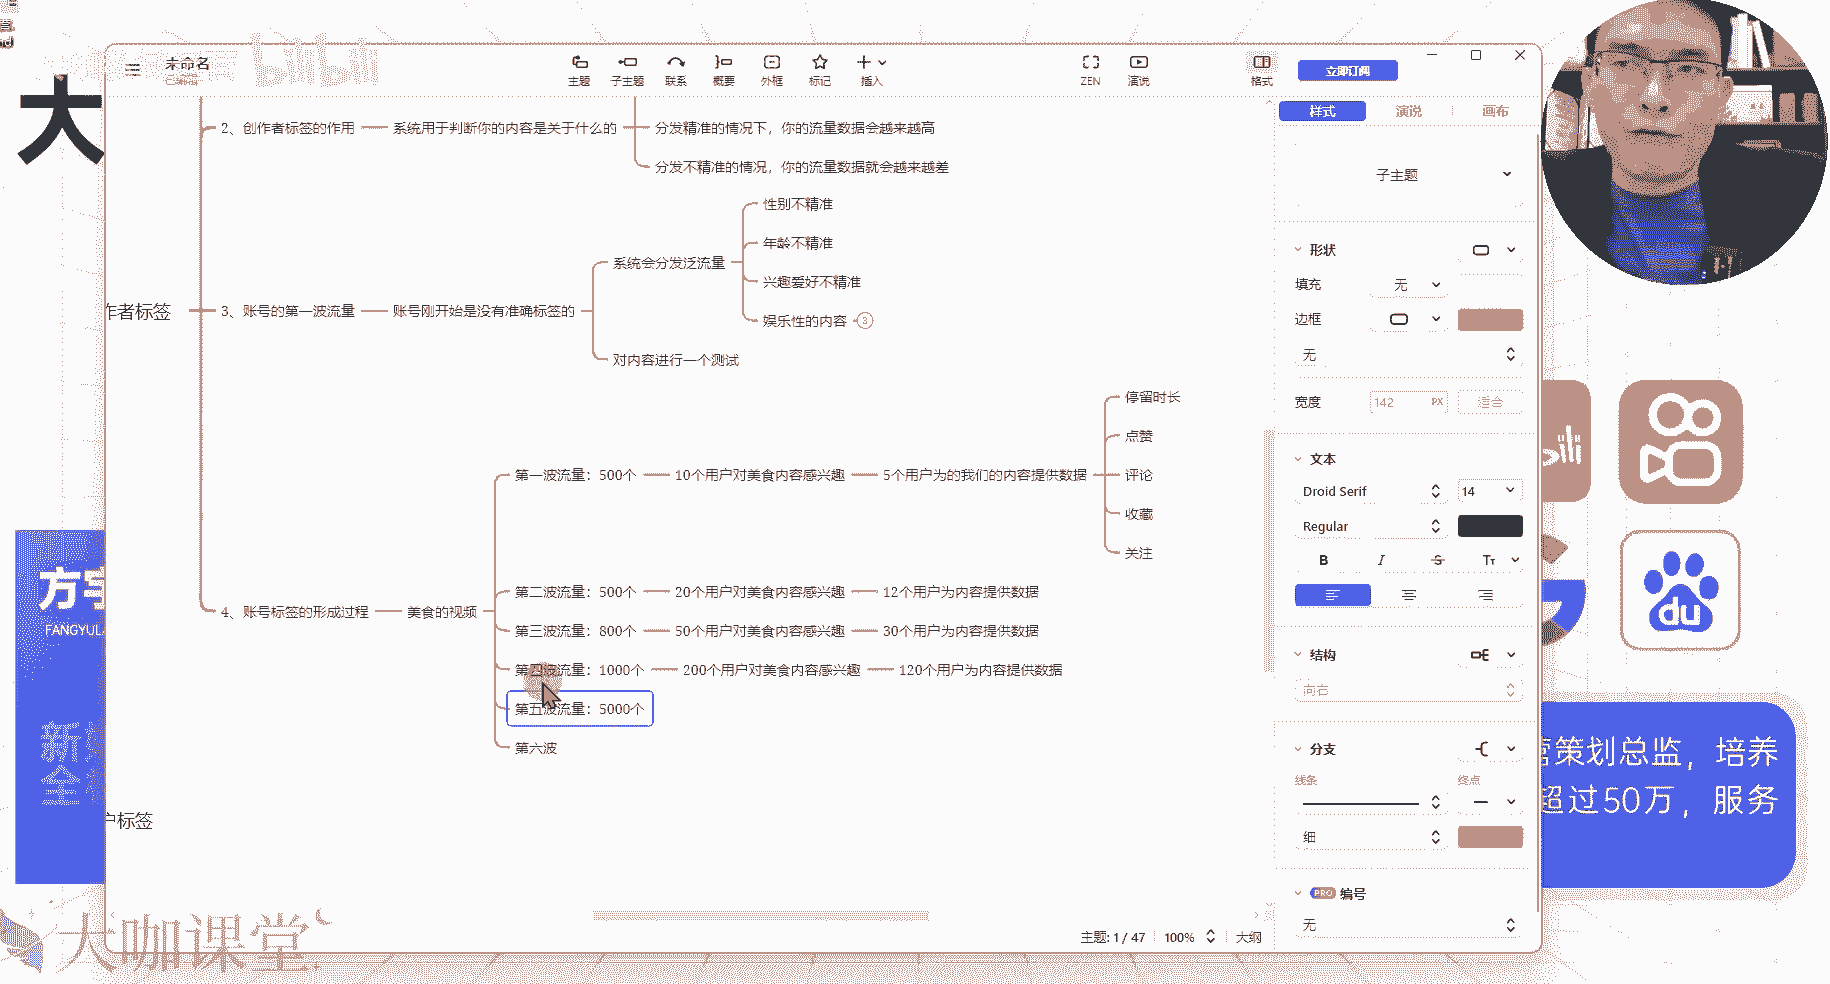 大
bilibili
未命名
已编辑
主题
子主题
联系
概要
外框
标记
插入
ZEN
演说
格式
立即订阅
样式
演说
画布
2、创作者标签的作用
系统用于判断你的内容是关于什么的
分发精准的情况下，你的流量数据会越来越高
分发不精准的情况，你的流量数据就会越来越差
作者标签
3、账号的第一波流量
账号刚开始是没有准确标签的
系统会分发泛流量
性别不精准
年龄不精准
兴趣爱好不精准
娱乐性的内容
3
对内容进行一个测试
4、账号标签的形成过程
美食的视频
第一波流量：500个
10个用户对美食内容感兴趣
5个用户为的我们的内容提供数据
停留时长
点赞
评论
收藏
关注
第二波流量：500个
20个用户对美食内容感兴趣
12个用户为内容提供数据
第三波流量：800个
50个用户对美食内容感兴趣
30个用户为内容提供数据
第四波流量：1000个
200个用户对美食内容感兴趣
120个用户为内容提供数据
第五波流量：5000个
第六波
户标签
子主题
形状
填充
无
边框
无
宽度
142
PX
适合
文本
Droid Serif
14
Regular
B
I
S
Tт
结构
向右
分支
线条
终点
细
PRO
编号
无
主题: 1 / 47
100%
大纲
方宇
FANGYUL
新
全
du
营策划总监，培养
超过50万，服务
大咖课堂